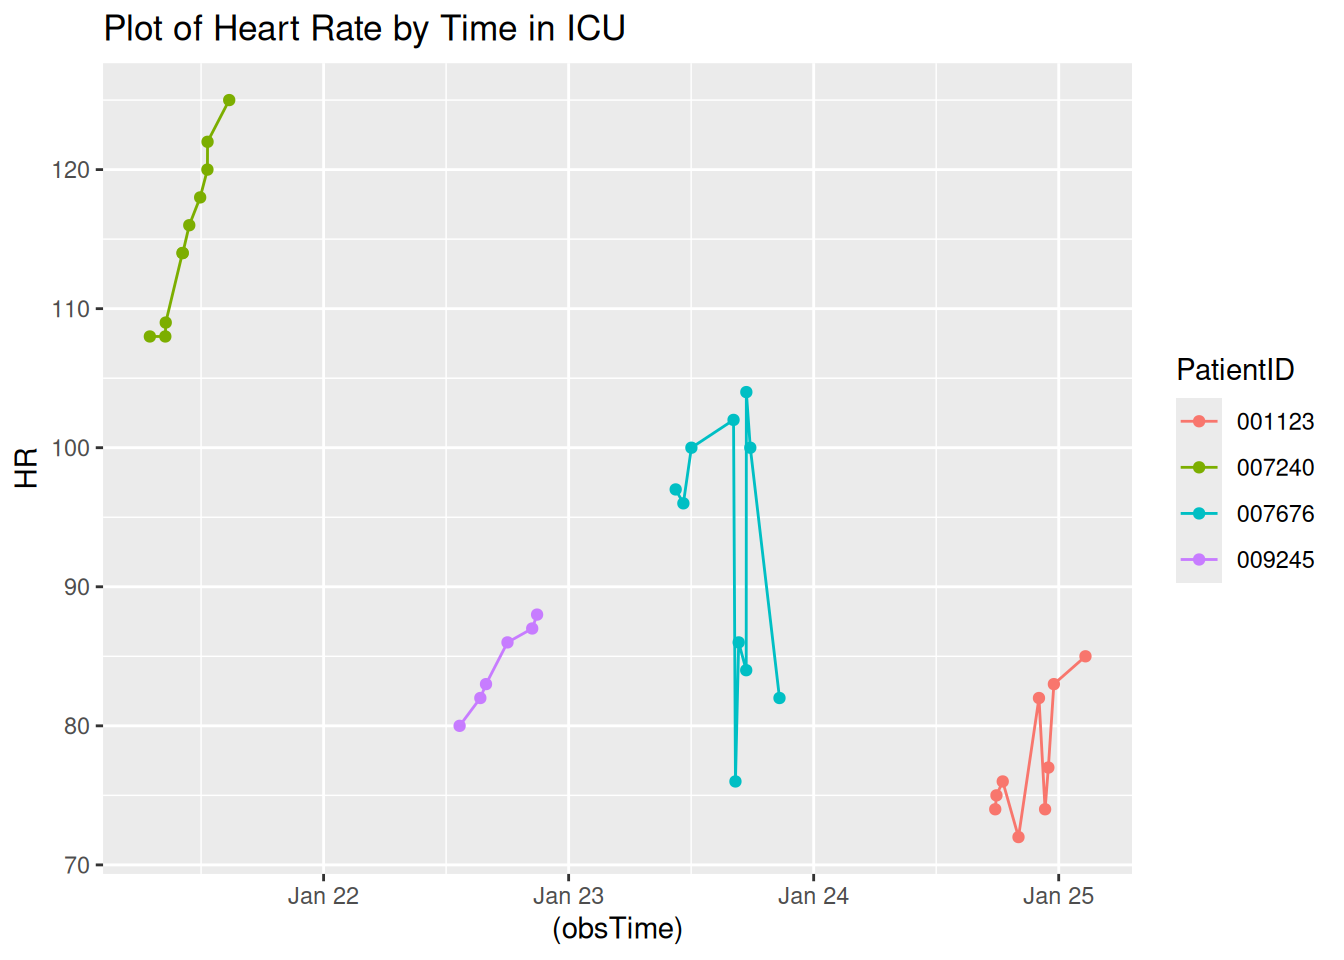 Plot of Heart Rate by Time in ICU
HR
120
110
100
90
80
70
Jan 22
Jan 23
Jan 24
Jan 25
(obsTime)
PatientID
001123
007240
007676
009245